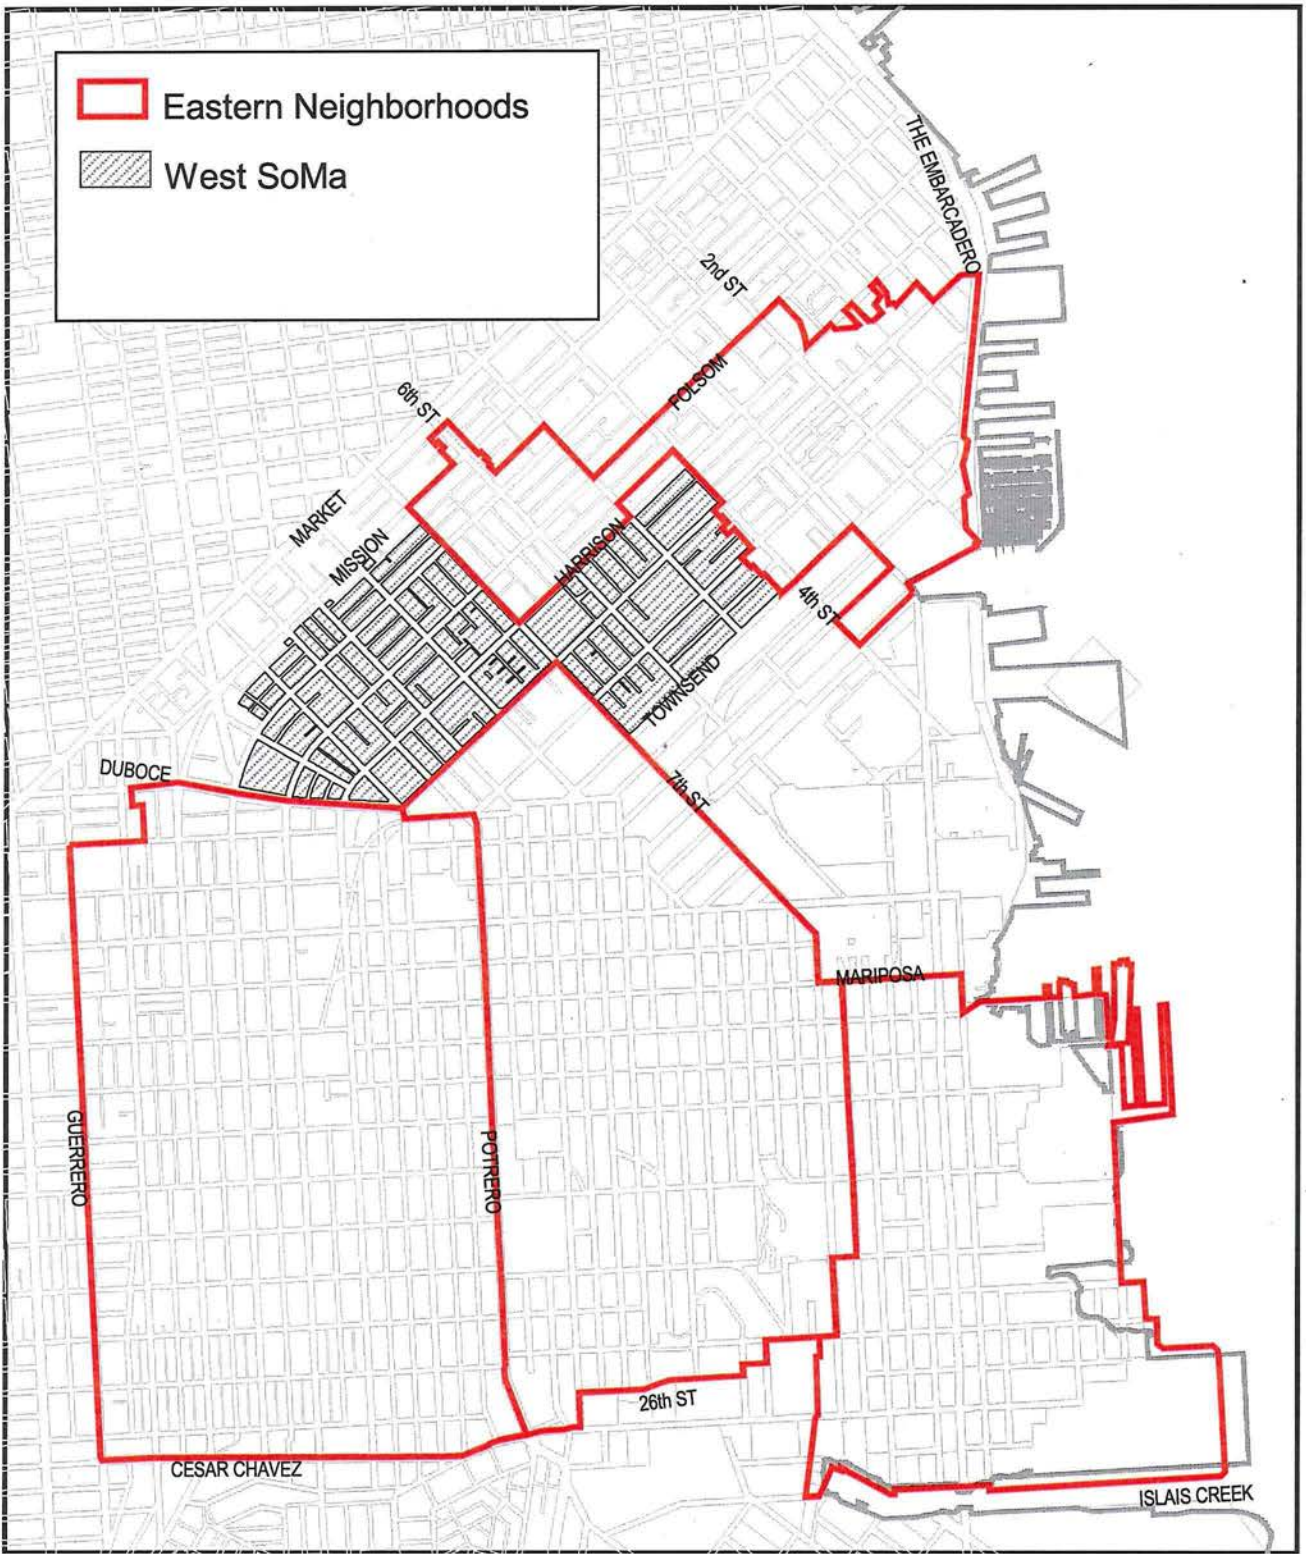 Eastern Neighborhoods
West SoMa
THE EMBARCADERO
2nd ST
FOLSOM
6th ST
MARKET
MISSION
HARRISON
4th ST
TOWNSEND
DUBOCE
7th ST
MARIPOSA
GUERRERO
POTRERO
26th ST
CESAR CHAVEZ
ISLAIS CREEK